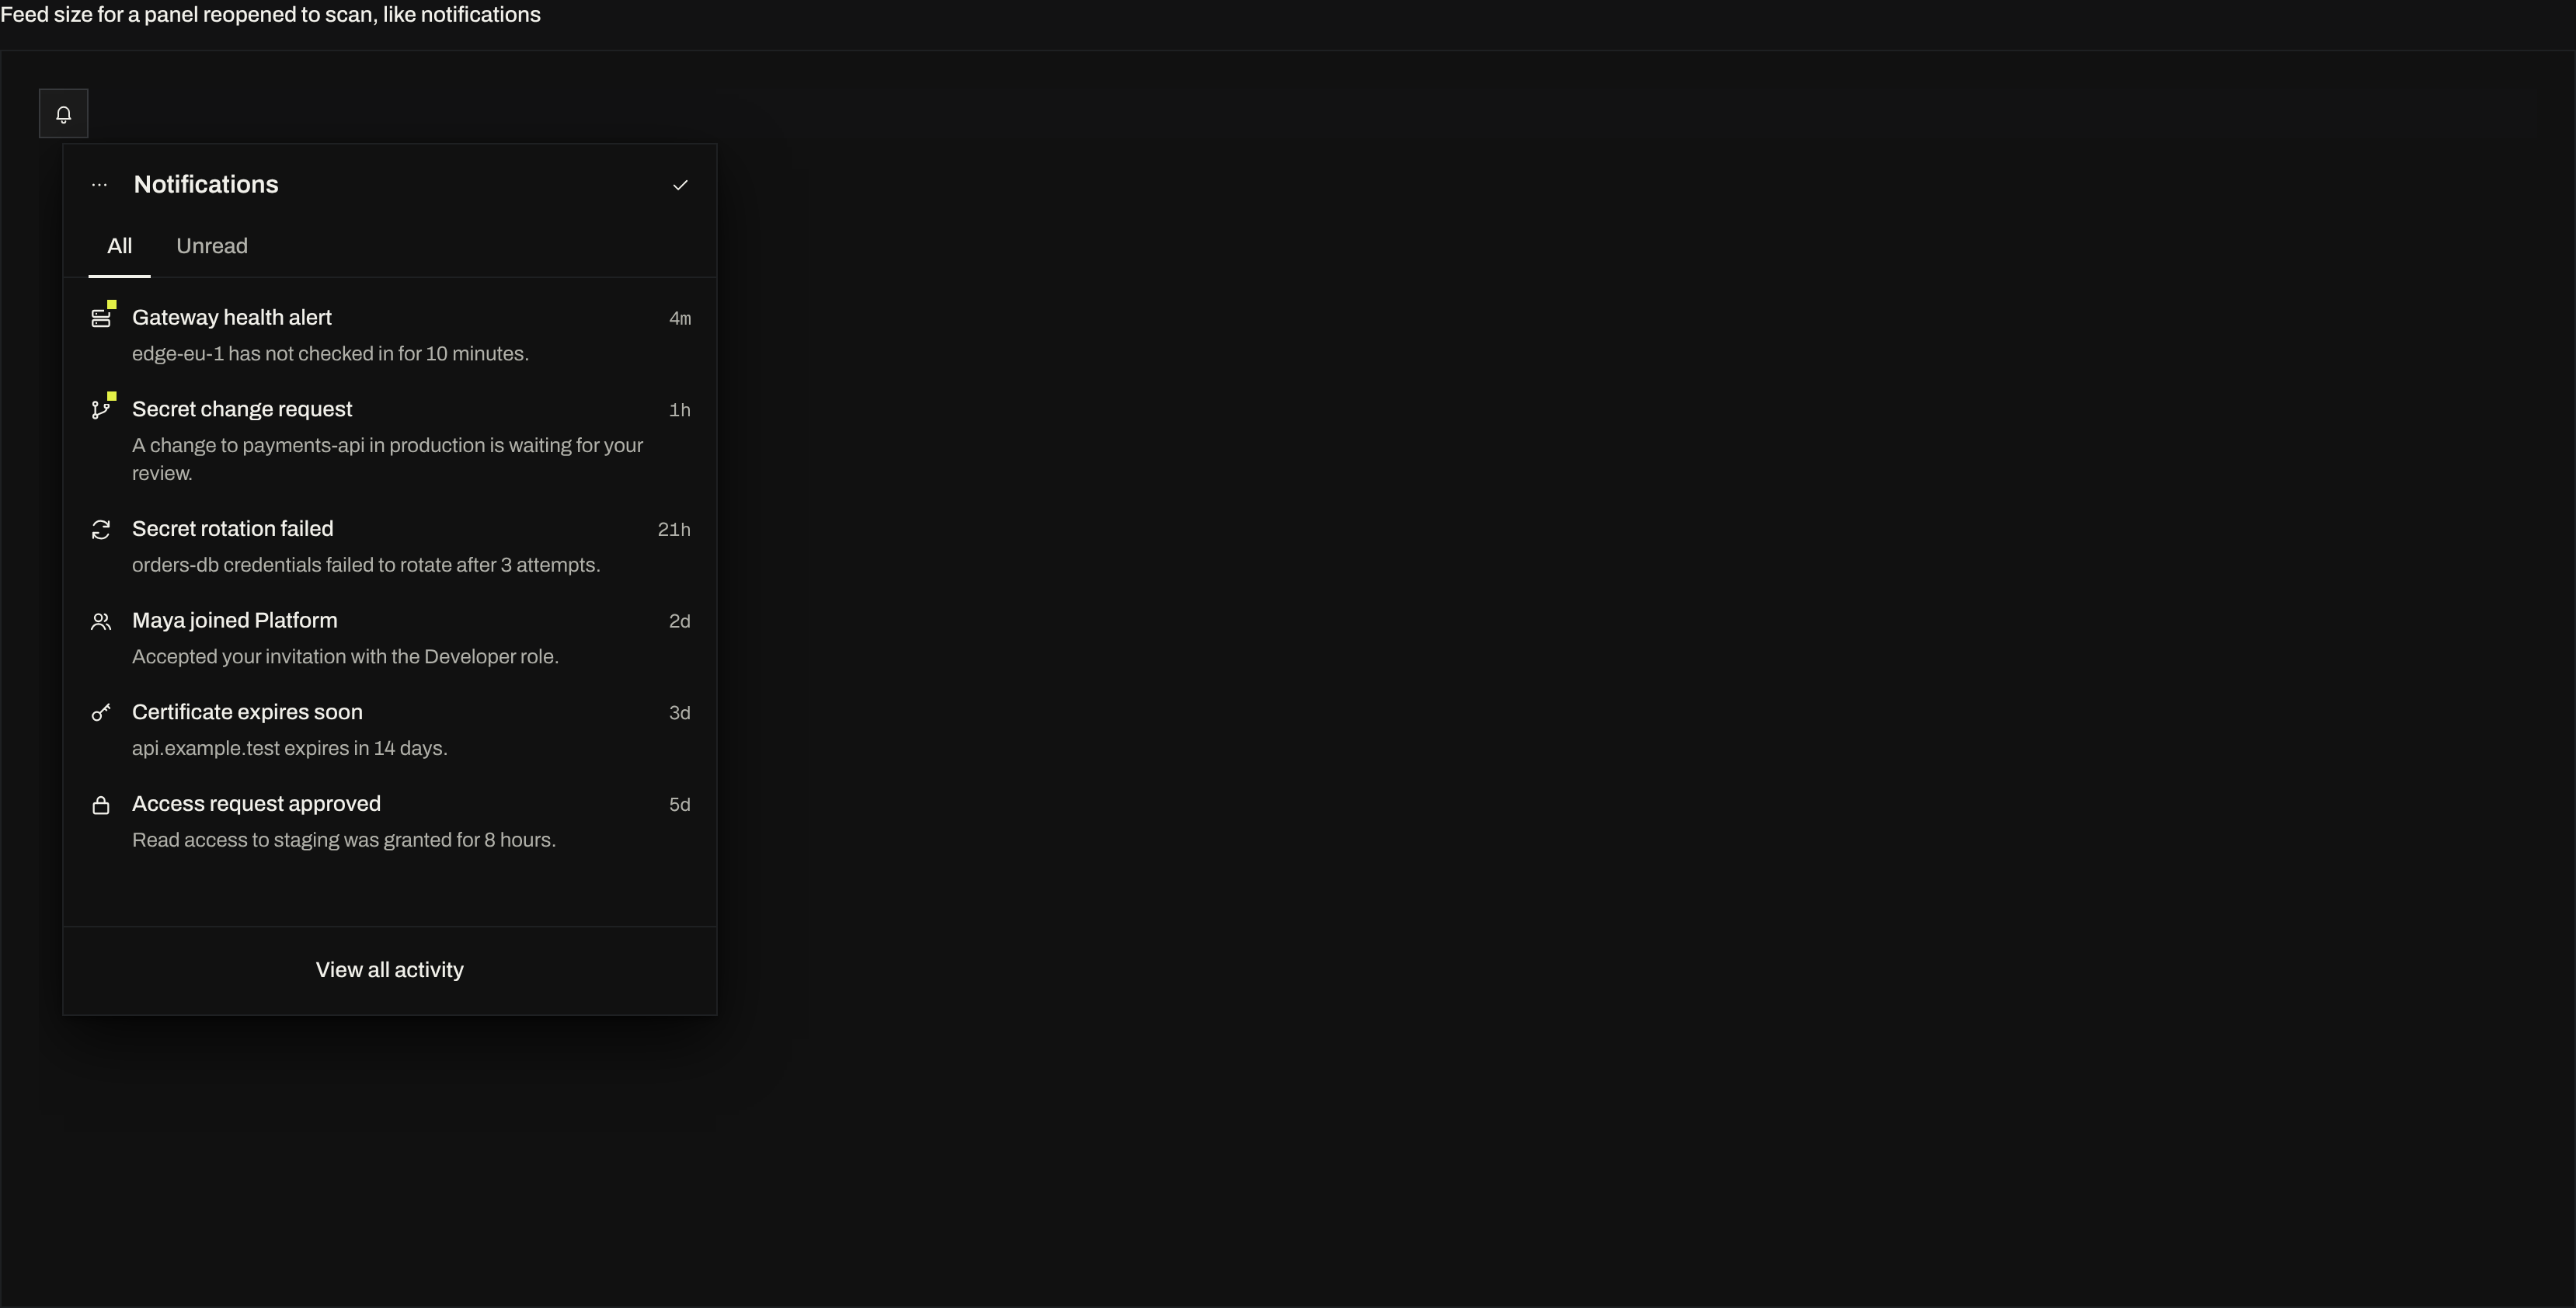 Feed size for a panel reopened to scan, like notifications
Notifications
All
Unread
Gateway health alert
4m
edge-eu-1 has not checked in for 10 minutes.
Secret change request
1h
A change to payments-api in production is waiting for your
review.
Secret rotation failed
21h
orders-db credentials failed to rotate after 3 attempts.
Maya joined Platform
2d
Accepted your invitation with the Developer role.
Certificate expires soon
3d
api.example.test expires in 14 days.
Access request approved
5d
Read access to staging was granted for 8 hours.
View all activity